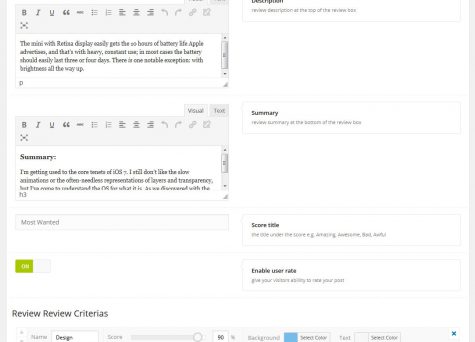 Visual Text
Description
review description at the top of the review box
B I U
The mini with Retina display easily gets the 10 hours of battery life Apple
advertises, and that's with heavy, constant use; in most cases the battery
should easily last three or four days. There is one notable exception: with
brightness all the way up.
p
Visual Text
Summary
review summary at the bottom of the review box
B I U
Summary:
I'm getting used to the core tenets of iOS 7. I still don't like the slow
animations or the often-needless representations of layers and transparency,
but I've come to understand the OS for what it is. As we discovered with the
h3
Most Wanted
Score title
the title under the score e.g. Amazing, Awesome, Bad, Awful
ON
Enable user rate
give your visitors ability to rate your post
Review Review Criterias
Name Design Score 90 % Background Select Color Text Select Color